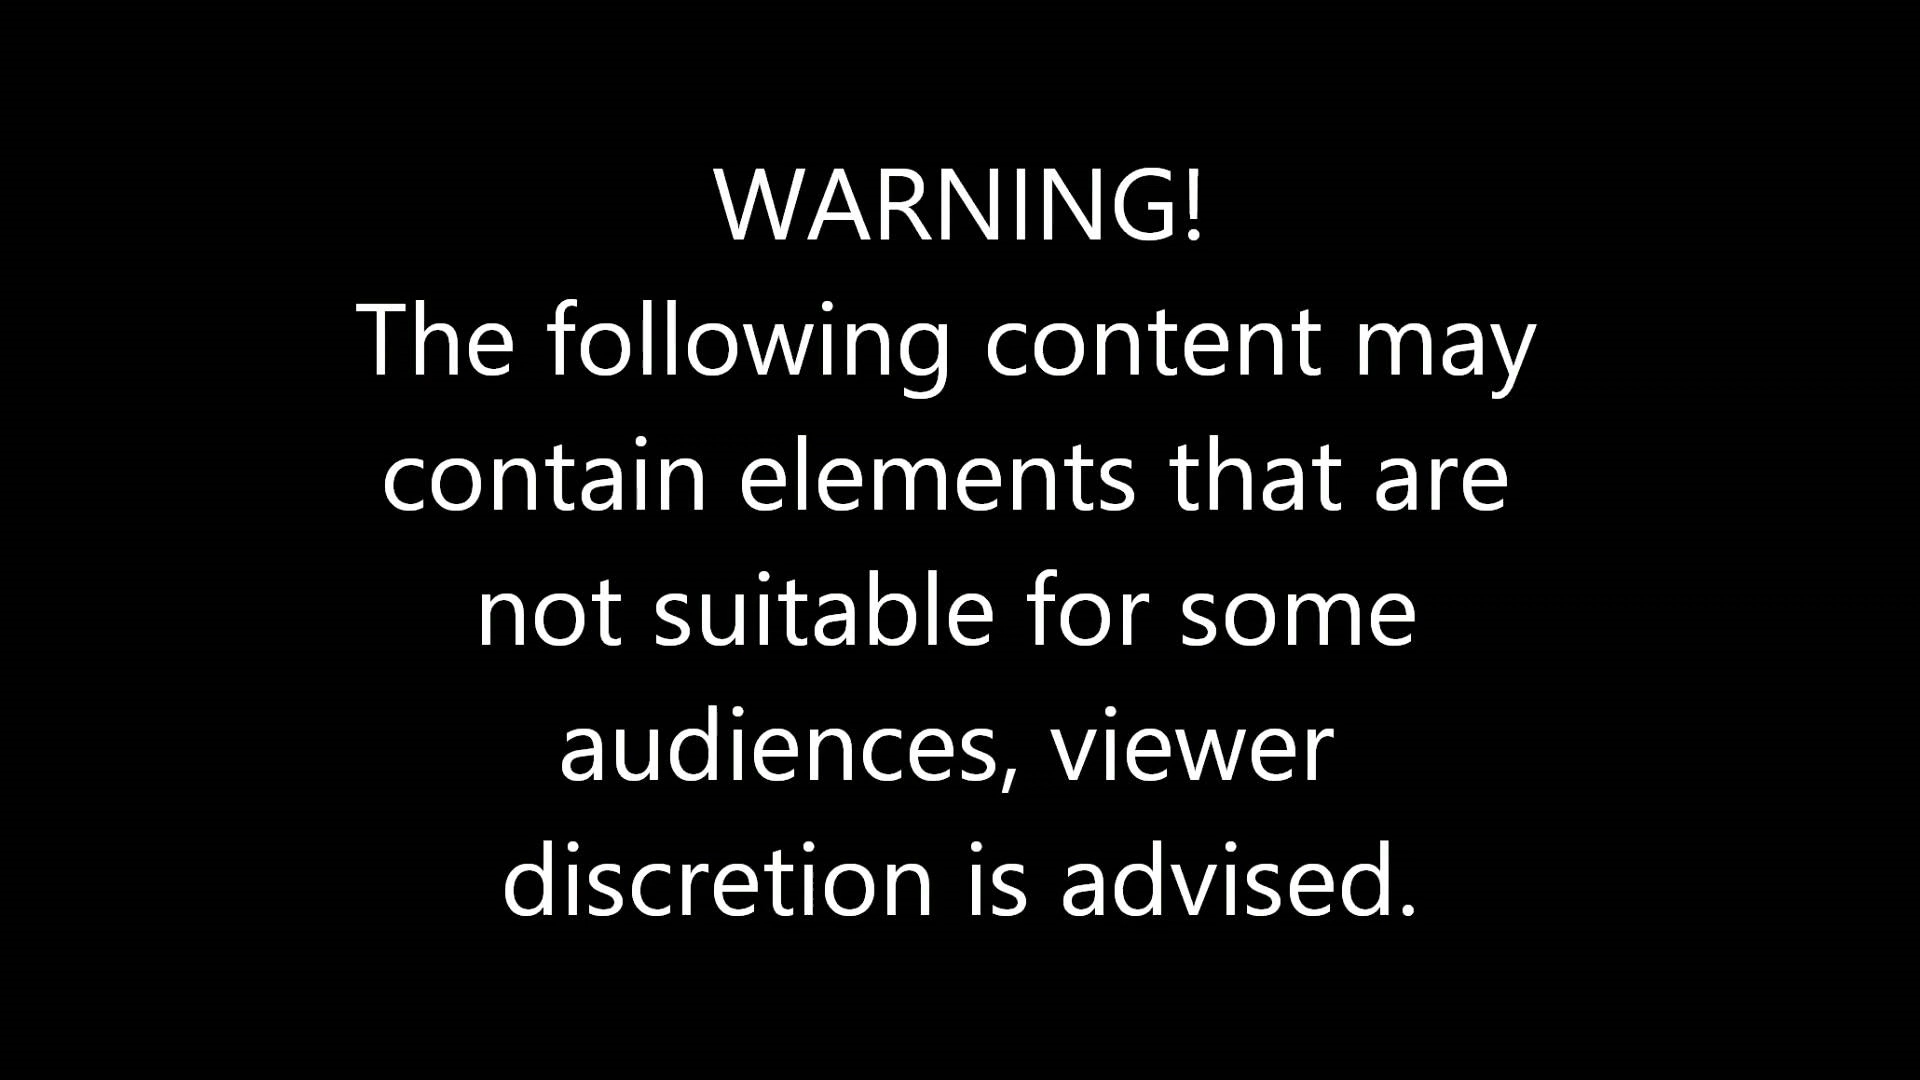 WARNING!
The following content may
contain elements that are
not suitable for some
audiences, viewer
discretion is advised.